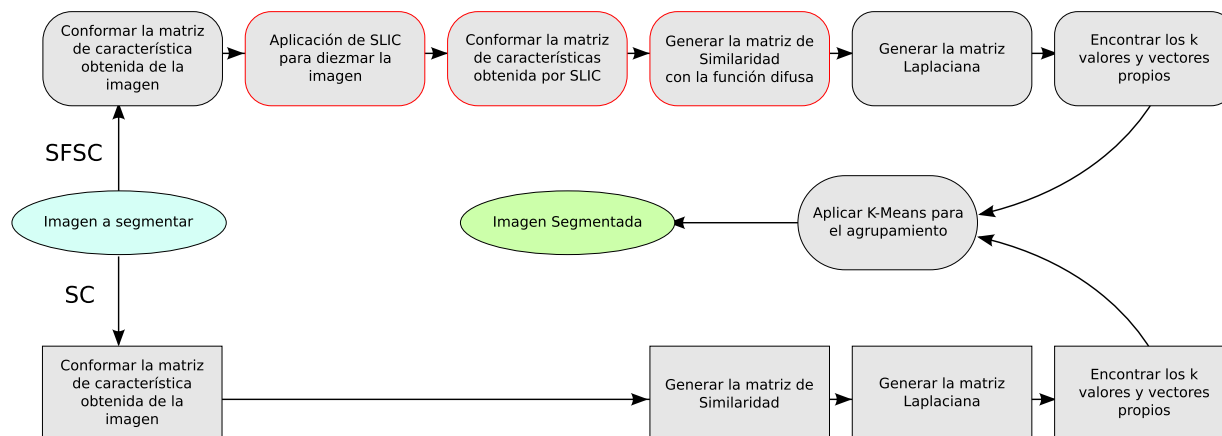 Conformar la matriz
de característica
obtenida de la
imagen
Aplicación de SLIC
para diezmar la
imagen
Conformar la matriz
de características
obtenida por SLIC
Generar la matriz de
Similaridad
con la función difusa
Generar la matriz
Laplaciana
Encontrar los k
valores y vectores
propios
SFSC
Imagen a segmentar
Imagen Segmentada
Aplicar K-Means para
el agrupamiento
SC
Conformar la matriz
de característica
obtenida de la
imagen
Generar la matriz de
Similaridad
Generar la matriz
Laplaciana
Encontrar los k
valores y vectores
propios